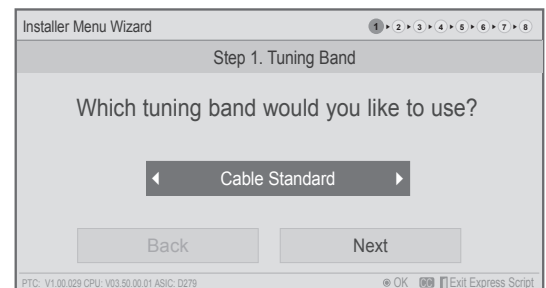 Installer Menu Wizard 1 2 3 4 5 6 7 8
Step 1. Tuning Band
Which tuning band would you like to use?
Cable Standard
Back Next
PTC: V1.00.029 CPU: V03.50.00.01 ASIC: D279 OK CC Exit Express Script